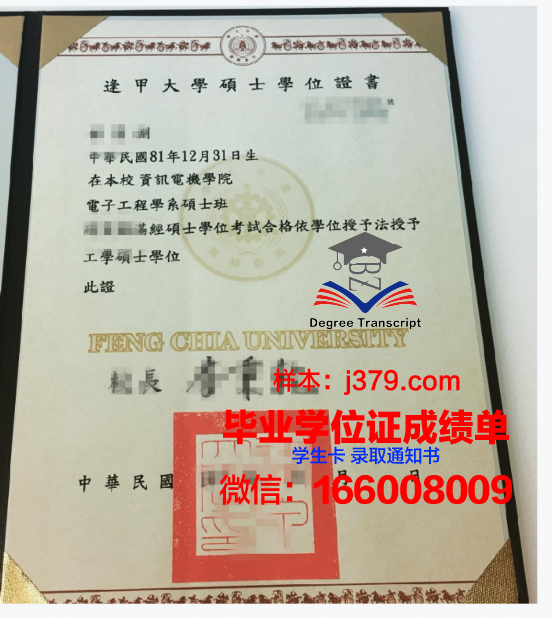 逢甲大學碩士學位證書
號
中華民國81年12月31日生
在本校 資訊電機學院
電子工程學系碩士班
滿經碩士學位考試合格依學位授予法授予
工學碩士學位
此證
BZ
Degree Transcript
FENG CHIA UNIVERSITY
校長
样本：j379.com
毕业学位证成绩单
学生卡 录取通知书
中華民國 月 日
微信：166008009